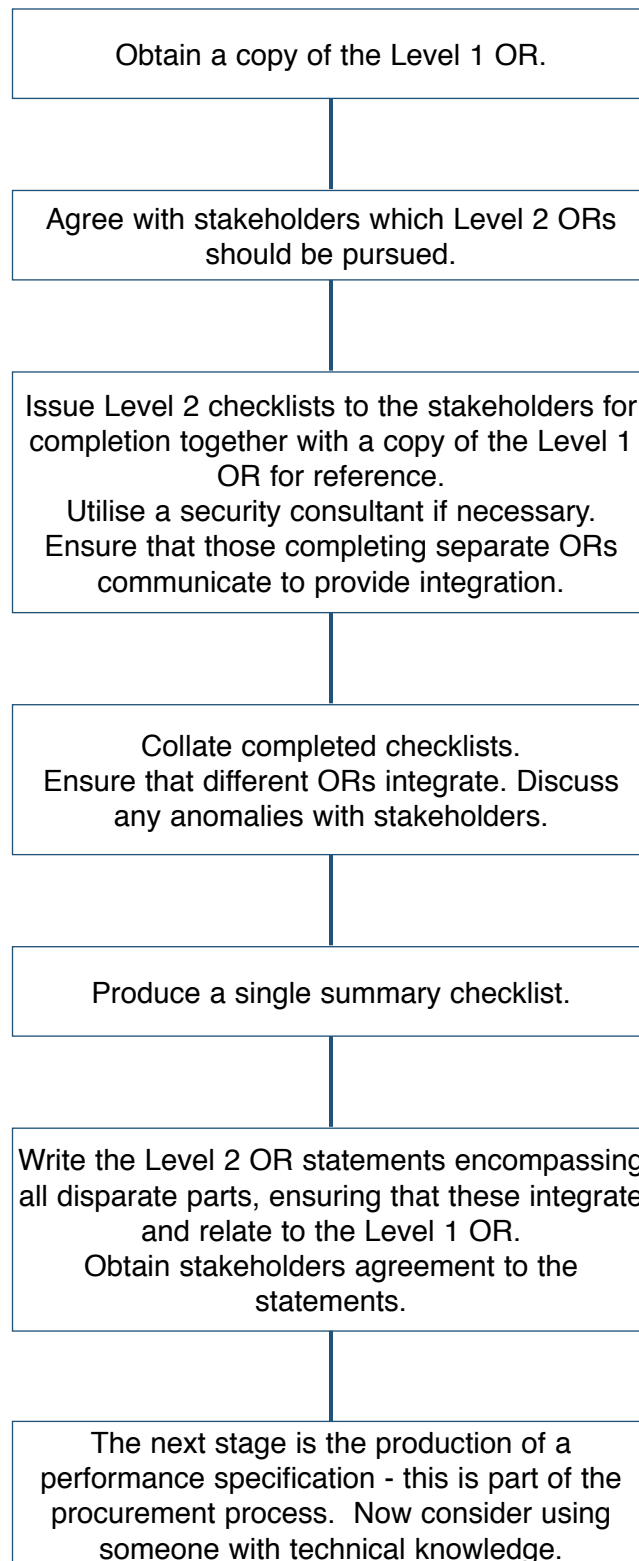 Obtain a copy of the Level 1 OR.
Agree with stakeholders which Level 2 ORs
should be pursued.
Issue Level 2 checklists to the stakeholders for
completion together with a copy of the Level 1
OR for reference.
Utilise a security consultant if necessary.
Ensure that those completing separate ORs
communicate to provide integration.
Collate completed checklists.
Ensure that different ORs integrate. Discuss
any anomalies with stakeholders.
Produce a single summary checklist.
Write the Level 2 OR statements encompassing
all disparate parts, ensuring that these integrate
and relate to the Level 1 OR.
Obtain stakeholders agreement to the
statements.
The next stage is the production of a
performance specification - this is part of the
procurement process.  Now consider using
someone with technical knowledge.